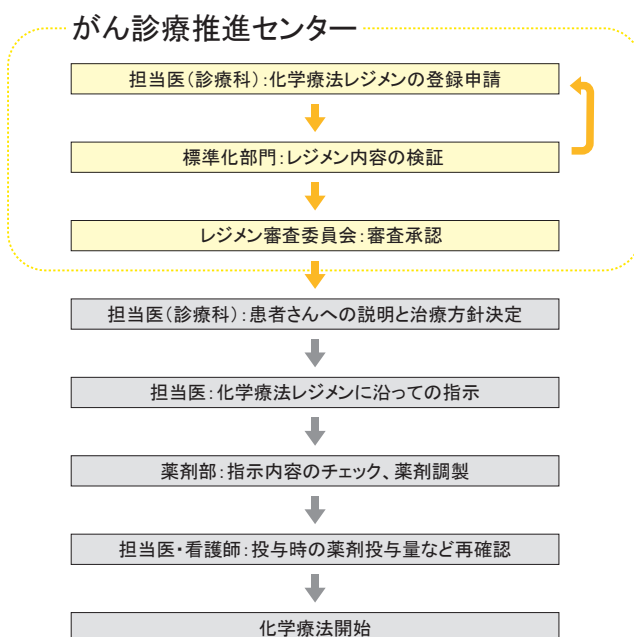 がん診療推進センター
担当医（診療科）：化学療法レジメンの登録申請
標準化部門：レジメン内容の検証
レジメン審査委員会：審査承認
担当医（診療科）：患者さんへの説明と治療方針決定
担当医：化学療法レジメンに沿っての指示
薬剤部：指示内容のチェック、薬剤調製
担当医・看護師：投与時の薬剤投与量など再確認
化学療法開始